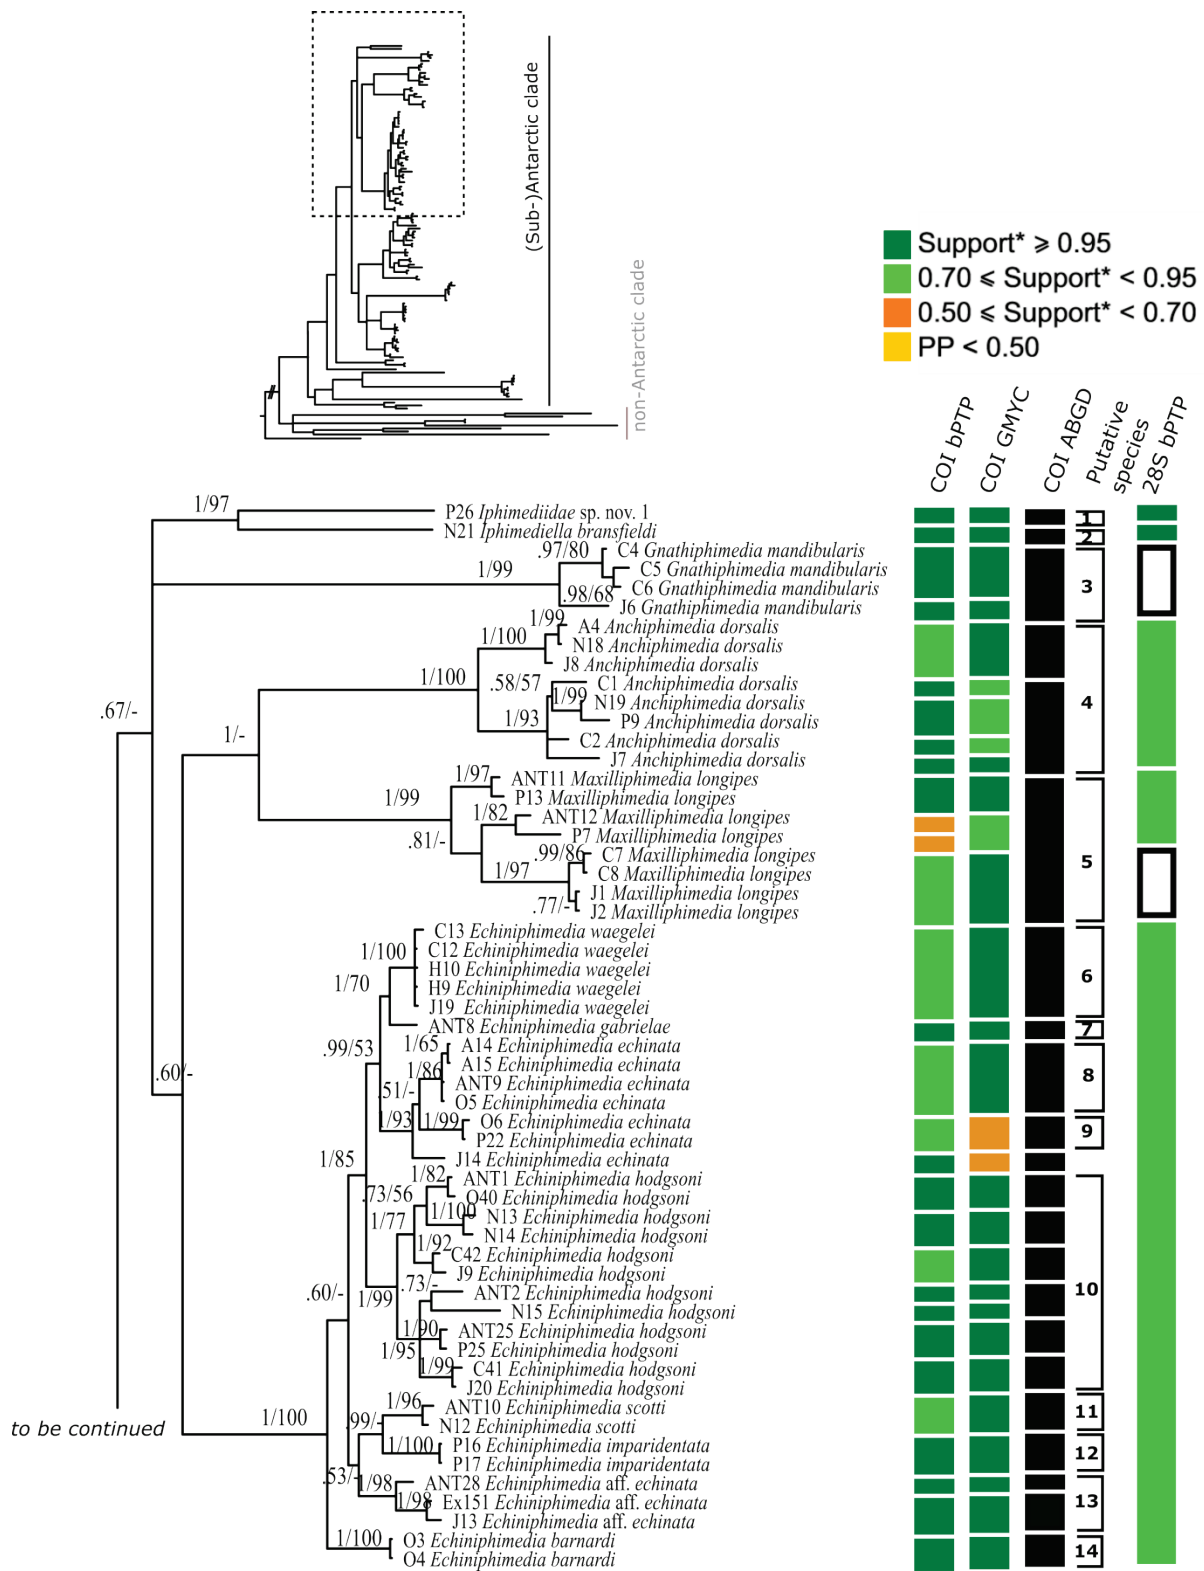 (Sub-)Antarctic clade
non-Antarctic clade
Support* ⩾ 0.95
0.70 ⩽ Support* < 0.95
0.50 ⩽ Support* < 0.70
PP < 0.50
COI bPTP
COI GMYC
COI ABGD
Putative
species
28S bPTP
1/97
P26 Iphimediidae sp. nov. 1
1
N21 Iphimediella bransfieldi
2
.97/80
C4 Gnathiphimedia mandibularis
1/99
C5 Gnathiphimedia mandibularis
.98/68
C6 Gnathiphimedia mandibularis
3
J6 Gnathiphimedia mandibularis
1/99
A4 Anchiphimedia dorsalis
1/100
N18 Anchiphimedia dorsalis
J8 Anchiphimedia dorsalis
1/100
.58/57
C1 Anchiphimedia dorsalis
1/99
N19 Anchiphimedia dorsalis
4
.67/-
1/93
P9 Anchiphimedia dorsalis
1/-
C2 Anchiphimedia dorsalis
J7 Anchiphimedia dorsalis
1/97
ANT11 Maxilliphimedia longipes
1/99
P13 Maxilliphimedia longipes
1/82
ANT12 Maxilliphimedia longipes
.81/-
P7 Maxilliphimedia longipes
.99/86
C7 Maxilliphimedia longipes
5
1/97
C8 Maxilliphimedia longipes
J1 Maxilliphimedia longipes
.77/-
J2 Maxilliphimedia longipes
C13 Echiniphimedia waegelei
1/100
C12 Echiniphimedia waegelei
H10 Echiniphimedia waegelei
6
1/70
H9 Echiniphimedia waegelei
J19 Echiniphimedia waegelei
ANT8 Echiniphimedia gabrielae
7
.99/53
1/65
A14 Echiniphimedia echinata
1/86
A15 Echiniphimedia echinata
.60/-
.51/-
ANT9 Echiniphimedia echinata
8
O5 Echiniphimedia echinata
1/93
1/99
O6 Echiniphimedia echinata
9
P22 Echiniphimedia echinata
1/85
J14 Echiniphimedia echinata
1/82
ANT1 Echiniphimedia hodgsoni
.73/56
O40 Echiniphimedia hodgsoni
1/100
N13 Echiniphimedia hodgsoni
1/77
N14 Echiniphimedia hodgsoni
1/92
C42 Echiniphimedia hodgsoni
J9 Echiniphimedia hodgsoni
10
.60/-
1/99
.73/-
ANT2 Echiniphimedia hodgsoni
N15 Echiniphimedia hodgsoni
1/90
ANT25 Echiniphimedia hodgsoni
1/95
P25 Echiniphimedia hodgsoni
1/99
C41 Echiniphimedia hodgsoni
J20 Echiniphimedia hodgsoni
1/96
ANT10 Echiniphimedia scotti
11
to be continued
1/100
.99/-
N12 Echiniphimedia scotti
1/100
P16 Echiniphimedia imparidentata
12
P17 Echiniphimedia imparidentata
.53/-
1/98
ANT28 Echiniphimedia aff. echinata
1/98
Ex151 Echiniphimedia aff. echinata
13
J13 Echiniphimedia aff. echinata
1/100
O3 Echiniphimedia barnardi
14
O4 Echiniphimedia barnardi